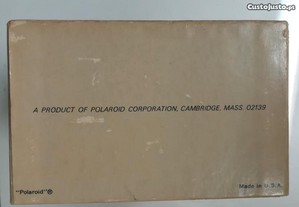 CustoJusto.pt
A PRODUCT OF POLAROID CORPORATION, CAMBRIDGE, MASS. 02139
"Polaroid"®
Made in U.S.A.